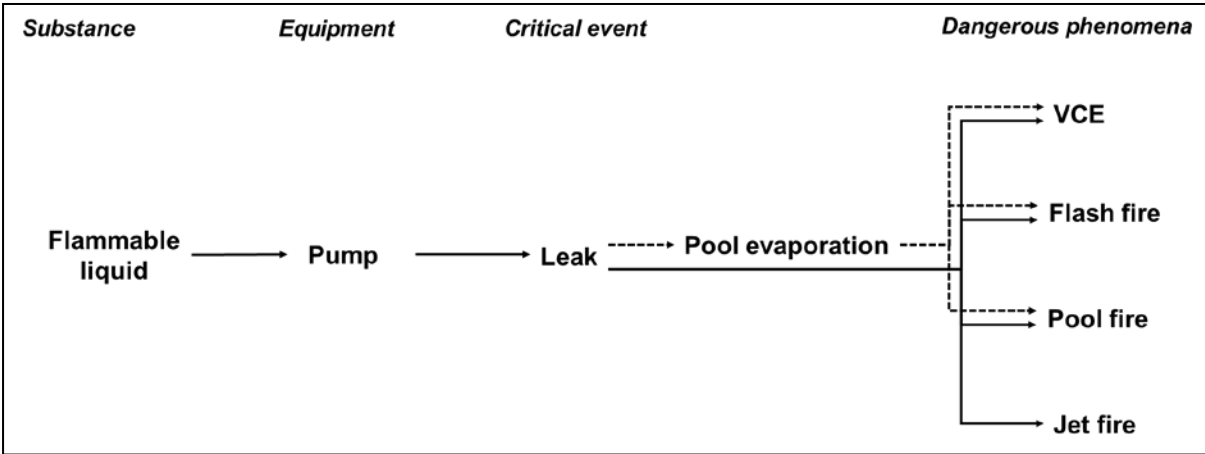 Substance Equipment Critical event Dangerous phenomena
VCE
Flash fire
Flammable
liquid
Pump
Leak
Pool evaporation
Pool fire
Jet fire